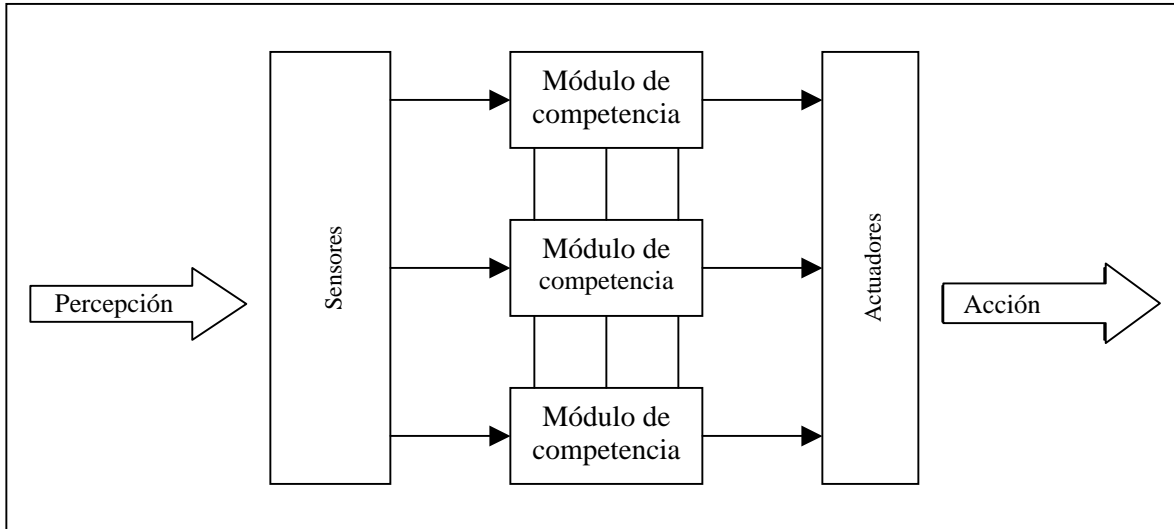 Percepción
Sensores
Módulo de
competencia
Módulo de
competencia
Módulo de
competencia
Actuadores
Acción